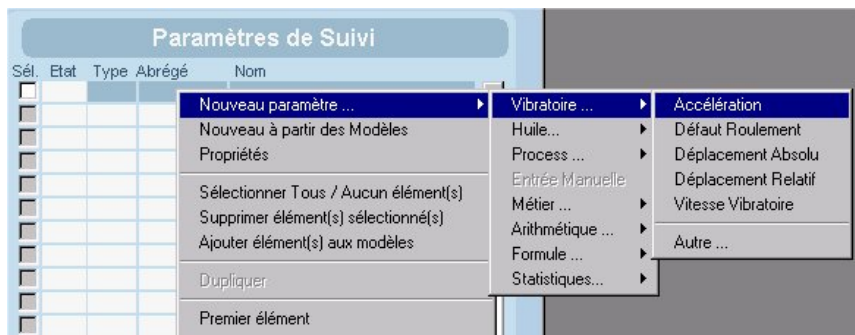 Paramètres de Suivi
Sél. Etat Type Abrégé Nom
Nouveau paramètre ...
Nouveau à partir des Modèles
Propriétés
Sélectionner Tous / Aucun élément(s)
Supprimer élément(s) sélectionné(s)
Ajouter élément(s) aux modèles
Dupliquer
Premier élément
Vibratoire ...
Huile...
Process ...
Entrée Manuelle
Métier ...
Arithmétique ...
Formule ...
Statistiques...
Accélération
Défaut Roulement
Déplacement Absolu
Déplacement Relatif
Vitesse Vibratoire
Autre ...